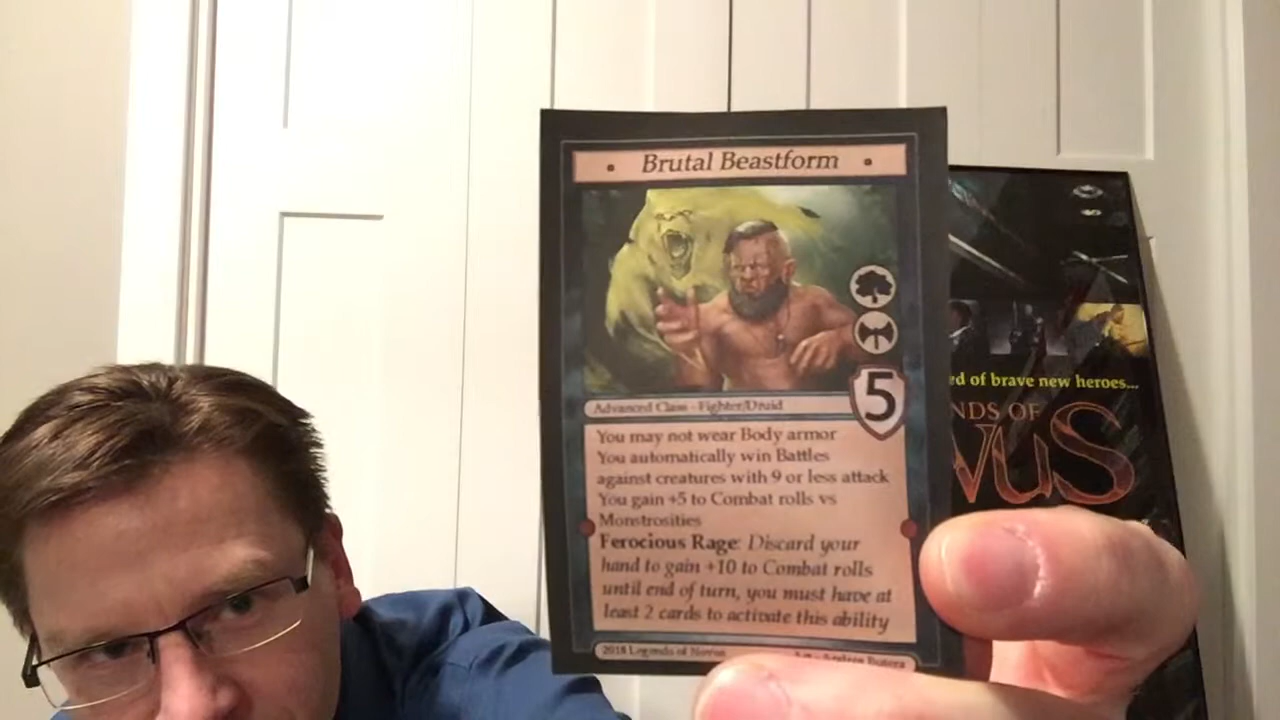 Brutal Beastform
5
Advanced Class - Fighter/Druid
You may not wear Body armor
You automatically win Battles
against creatures with 9 or less attack
You gain +5 to Combat rolls vs
Monstrosities
Ferocious Rage: Discard your
hand to gain +10 to Combat rolls
until end of turn, you must have at
least 2 cards to activate this ability
2018 Legends of Novus
of brave new heroes...
OF